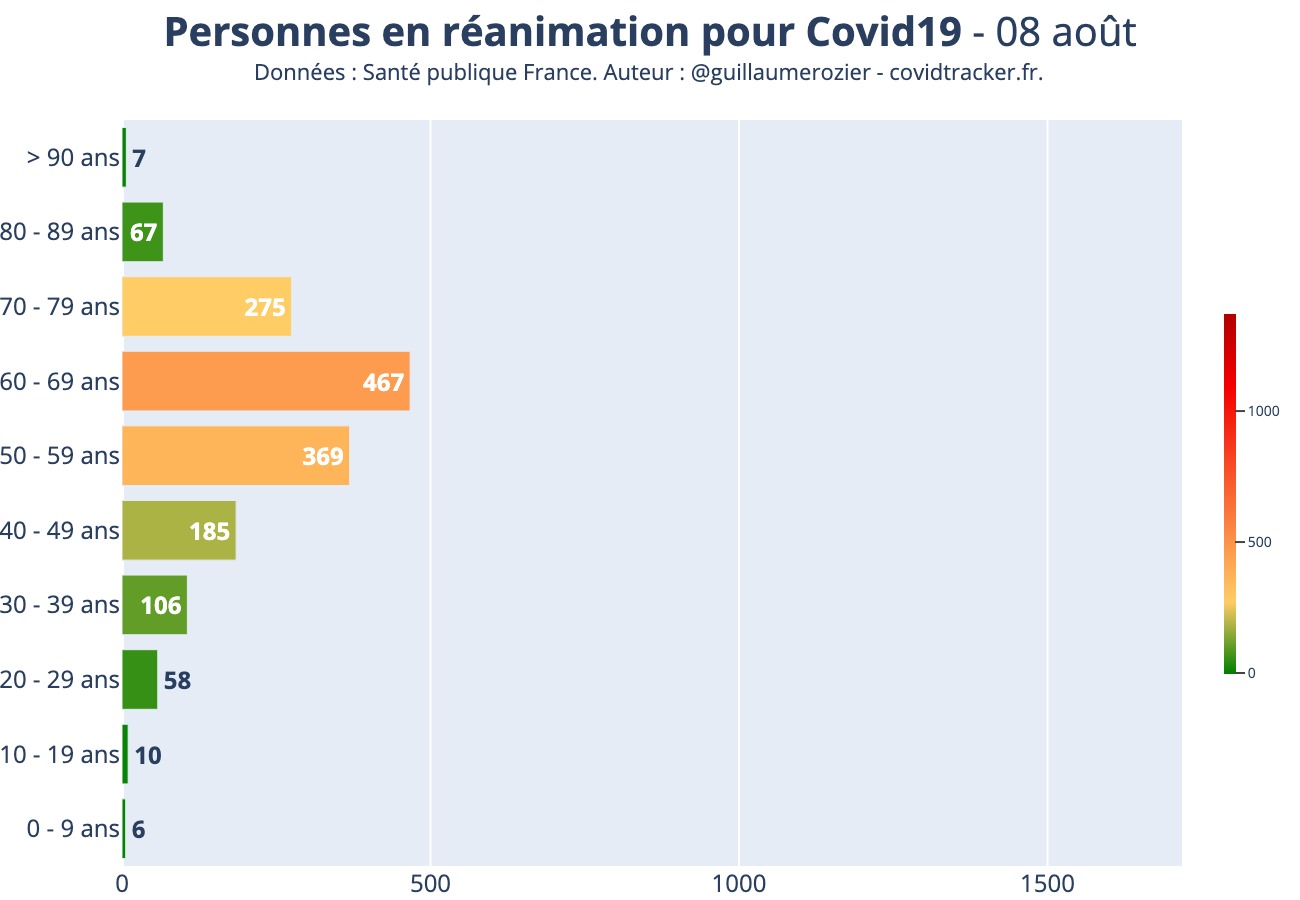 Personnes en réanimation pour Covid19 - 08 août
Données : Santé publique France. Auteur : @guillaumerozier - covidtracker.fr.
> 90 ans 7
80 - 89 ans 67
70 - 79 ans 275
60 - 69 ans 467
50 - 59 ans 369
40 - 49 ans 185
30 - 39 ans 106
20 - 29 ans 58
10 - 19 ans 10
0 - 9 ans 6
0 500 1000 1500
1000
500
0